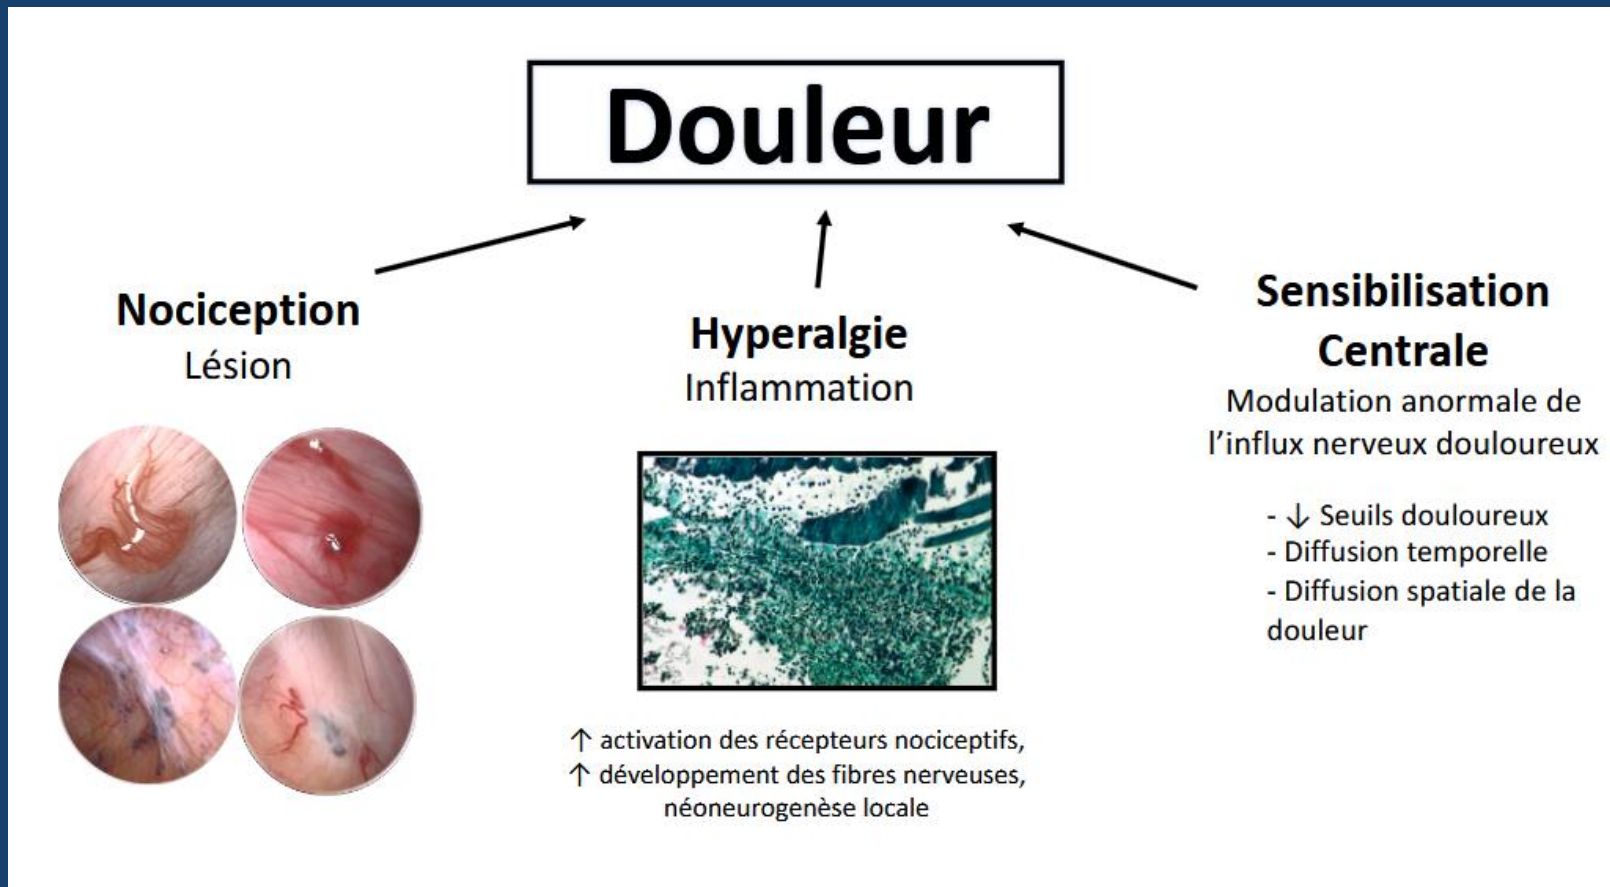 Douleur
Nociception
Lésion
Hyperalgie
Inflammation
↑ activation des récepteurs nociceptifs,
↑ développement des fibres nerveuses,
néoneurogenèse locale
Sensibilisation
Centrale
Modulation anormale de
l'influx nerveux douloureux
- ↓ Seuils douloureux
- Diffusion temporelle
- Diffusion spatiale de la
douleur